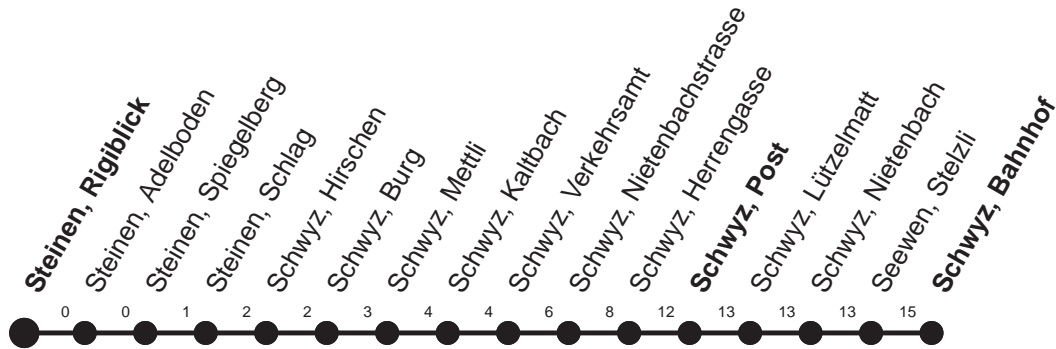 Steinen, Rigiblick
Steinen, Adelboden
Steinen, Spiegelberg
Steinen, Schlag
Schwyz, Hirschen
Schwyz, Burg
Schwyz, Mettli
Schwyz, Kaltbach
Schwyz, Verkehrsamt
Schwyz, Nietenbachstrasse
Schwyz, Herrengasse
Schwyz, Post
Schwyz, Lützelmatt
Schwyz, Nietenbach
Seewen, Stelzli
Schwyz, Bahnhof
0 0 1 2 2 3 4 4 6 8 12 13 13 13 15